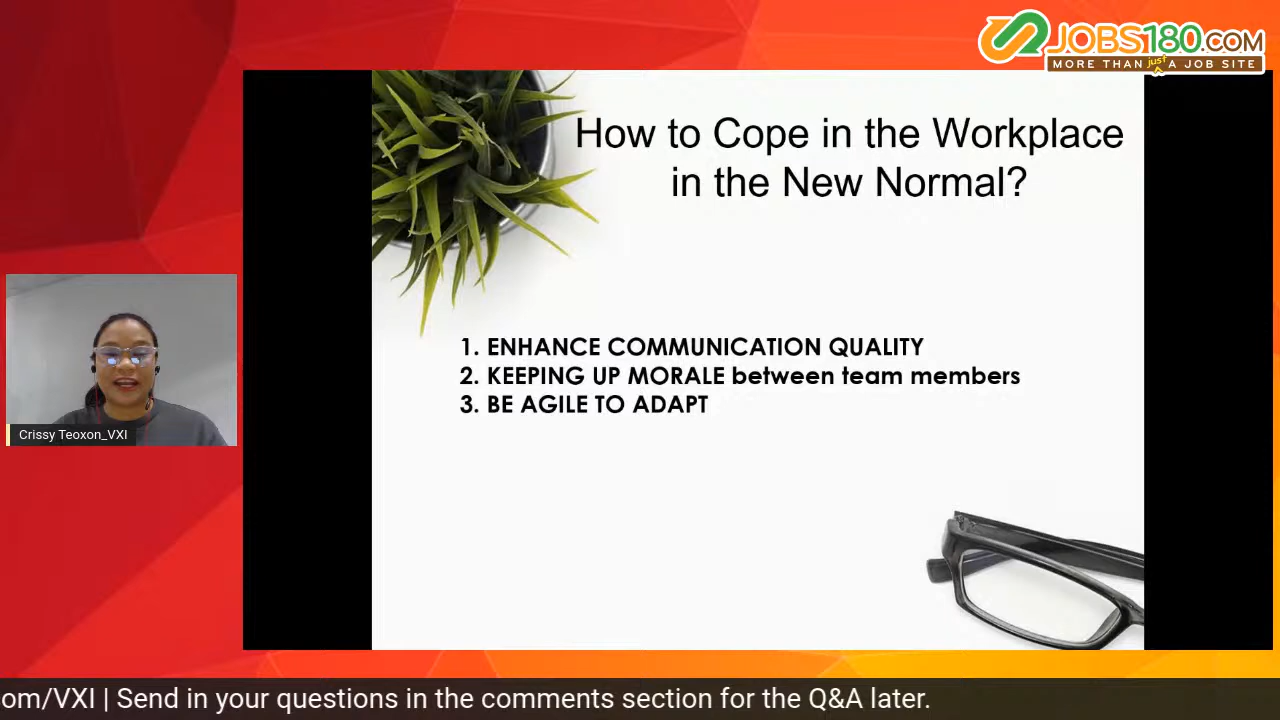 JOBS180.COM
MORE THAN just A JOB SITE
How to Cope in the Workplace
in the New Normal?
1. ENHANCE COMMUNICATION QUALITY
2. KEEPING UP MORALE between team members
3. BE AGILE TO ADAPT
Crissy Teoxon_VXI
om/VXI | Send in your questions in the comments section for the Q&A later.